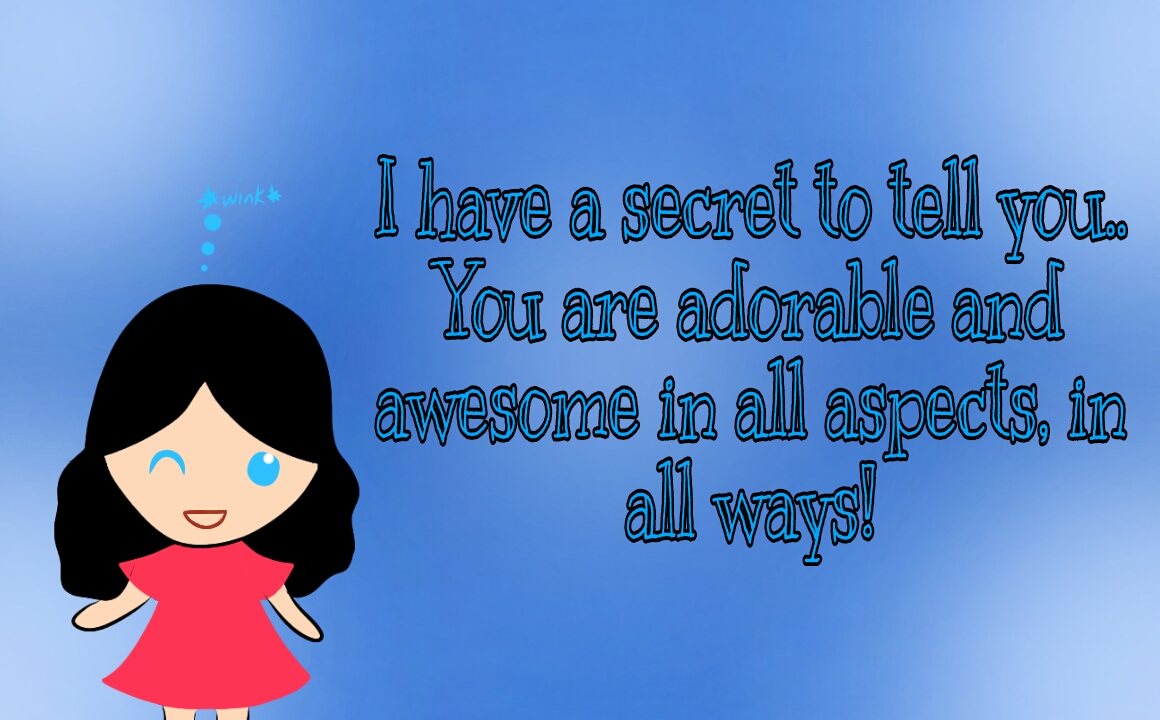 *wink*
I have a secret to tell you..
You are adorable and
awesome in all aspects, in
all ways!